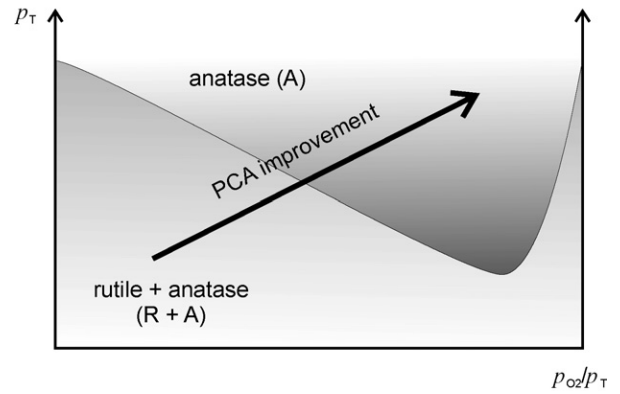 pT
anatase (A)
PCA improvement
rutile + anatase
(R + A)
pO2/pT